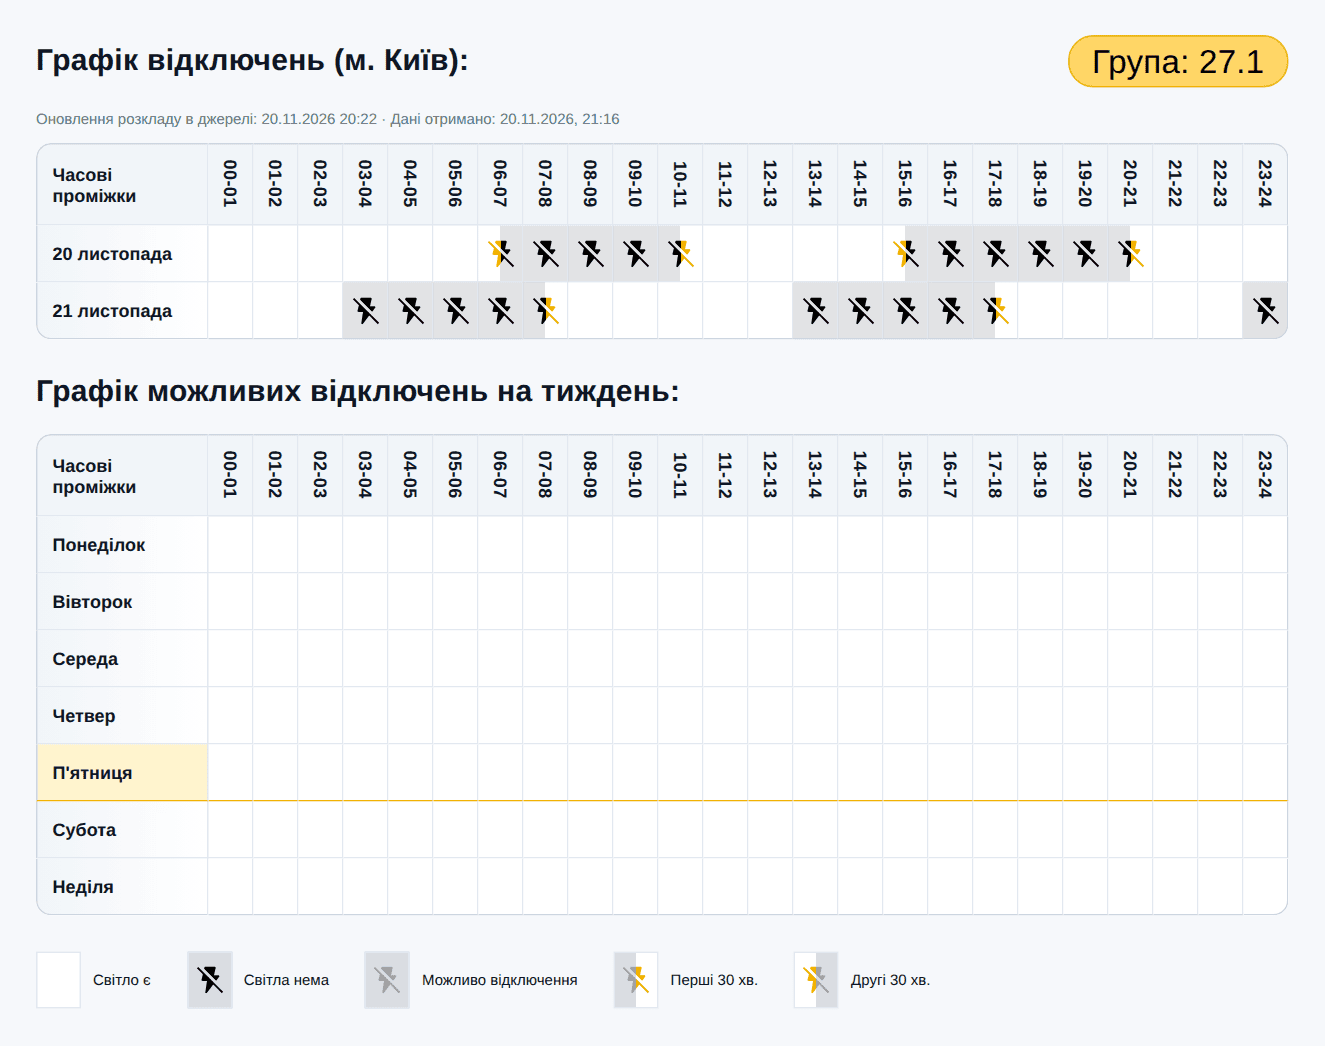 Графік відключень (м. Київ):
Група: 27.1
Оновлення розкладу в джерелі: 20.11.2026 20:22 · Дані отримано: 20.11.2026, 21:16
Часові проміжки 00-01 01-02 02-03 03-04 04-05 05-06 06-07 07-08 08-09 09-10 10-11 11-12 12-13 13-14 14-15 15-16 16-17 17-18 18-19 19-20 20-21 21-22 22-23 23-24
20 листопада
21 листопада
Графік можливих відключень на тиждень:
Часові проміжки 00-01 01-02 02-03 03-04 04-05 05-06 06-07 07-08 08-09 09-10 10-11 11-12 12-13 13-14 14-15 15-16 16-17 17-18 18-19 19-20 20-21 21-22 22-23 23-24
Понеділок
Вівторок
Середа
Четвер
П'ятниця
Субота
Неділя
Світло є Світла нема Можливо відключення Перші 30 хв. Другі 30 хв.